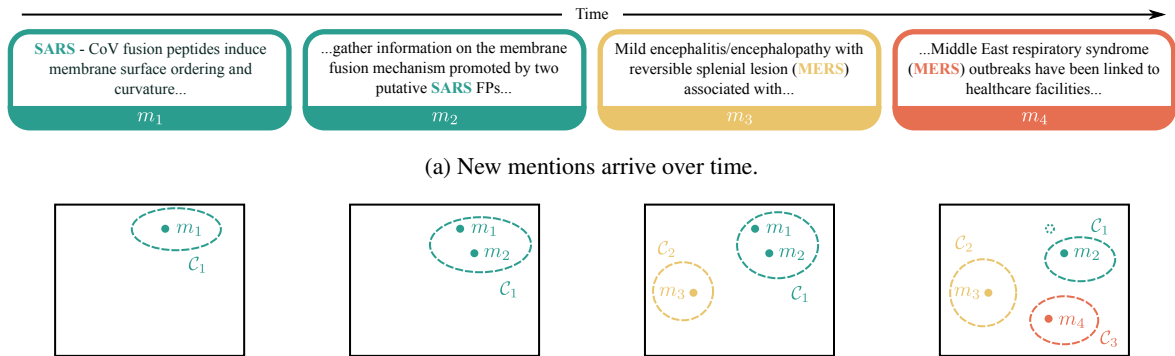 Time
SARS - CoV fusion peptides induce
membrane surface ordering and
curvature...
m1
...gather information on the membrane
fusion mechanism promoted by two
putative SARS FPs...
m2
Mild encephalitis/encephalopathy with
reversible splenial lesion (MERS)
associated with...
m3
...Middle East respiratory syndrome
(MERS) outbreaks have been linked to
healthcare facilities...
m4
(a) New mentions arrive over time.
m1
C1
m1
m2
C1
C2
m3
m1
m2
C1
C2
m3
C1
m2
m4
C3